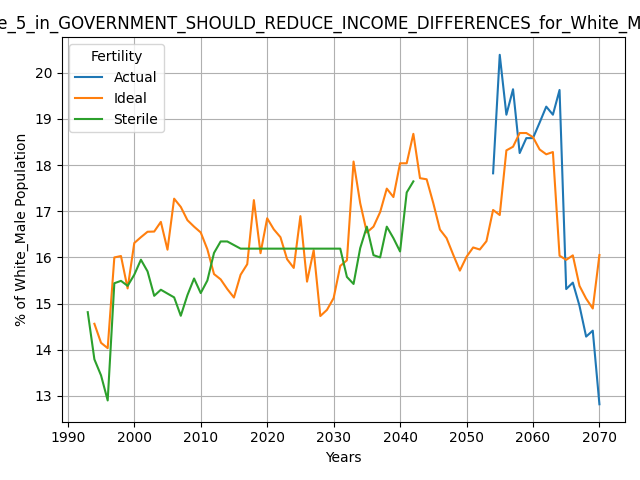 e_5_in_GOVERNMENT_SHOULD_REDUCE_INCOME_DIFFERENCES_for_White_M
Fertility
Actual
Ideal
Sterile
% of White_Male Population
20
19
18
17
16
15
14
13
1990 2000 2010 2020 2030 2040 2050 2060 2070
Years